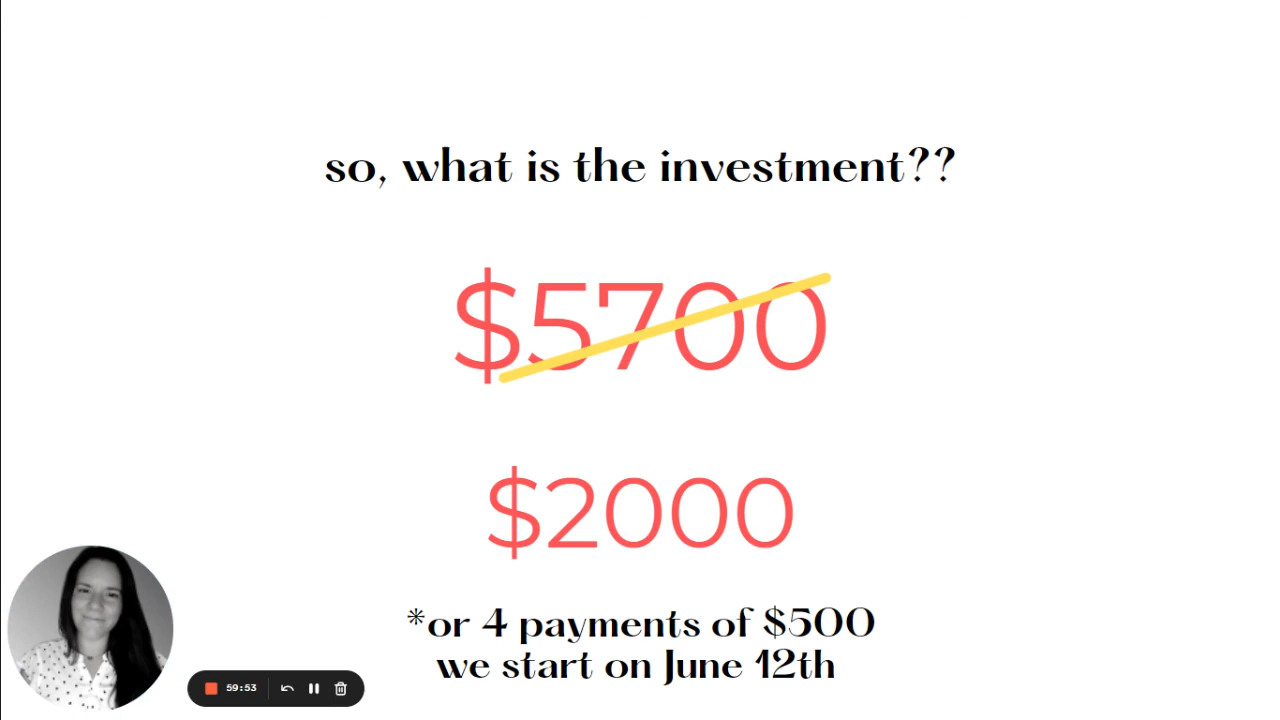 so, what is the investment??
$5700
$2000
*or 4 payments of $500
we start on June 12th
59:53